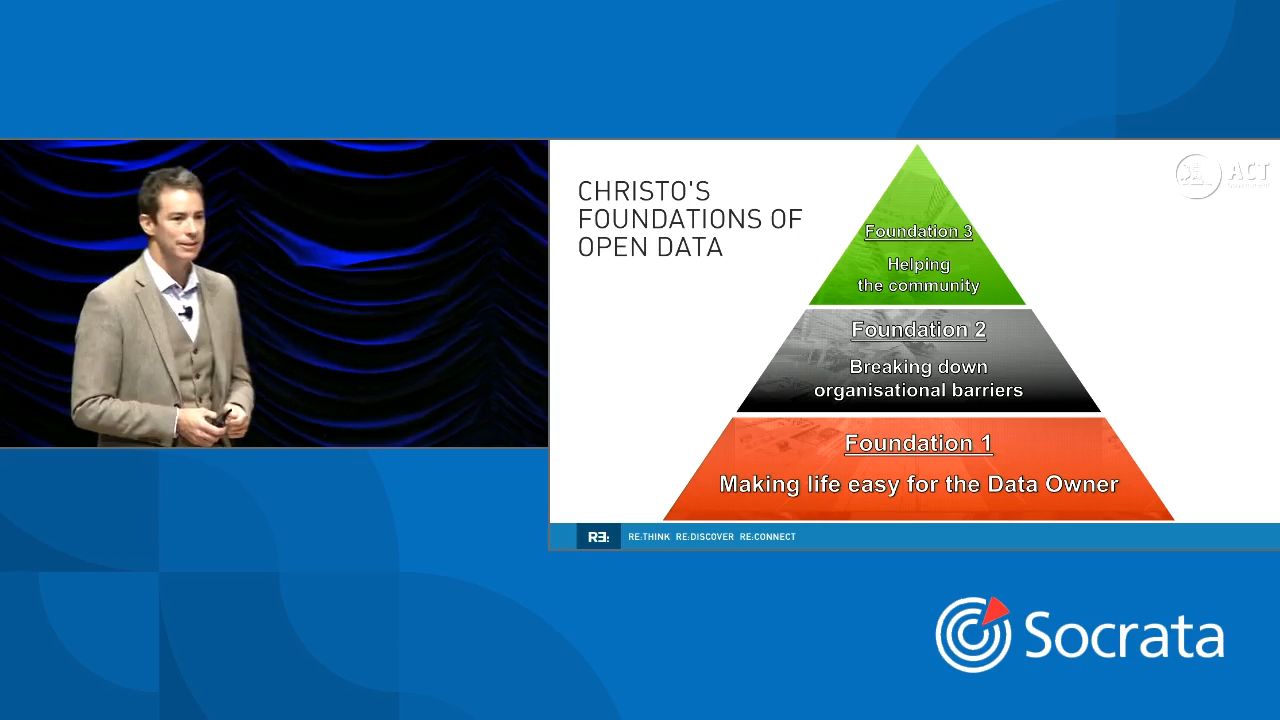 CHRISTO'S
FOUNDATIONS OF
OPEN DATA
ACT
Foundation 3
Helping
the community
Foundation 2
Breaking down
organisational barriers
Foundation 1
Making life easy for the Data Owner
RE: RE:THINK RE:DISCOVER RE:CONNECT
Socrata